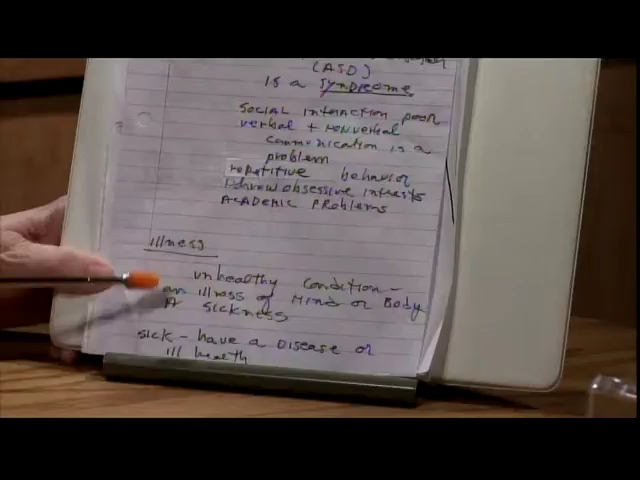 (ASD)
is a SYNDROME
SOCIAL interaction poor
verbal + nonverbal
communication is a
problem
repetitive behavior
obsessive interests
ACADEMIC PROBLEMS
illness
unhealthy condition -
an illness of MIND or BODY
A SICKNESS
sick - have a DISEASE or
ill health